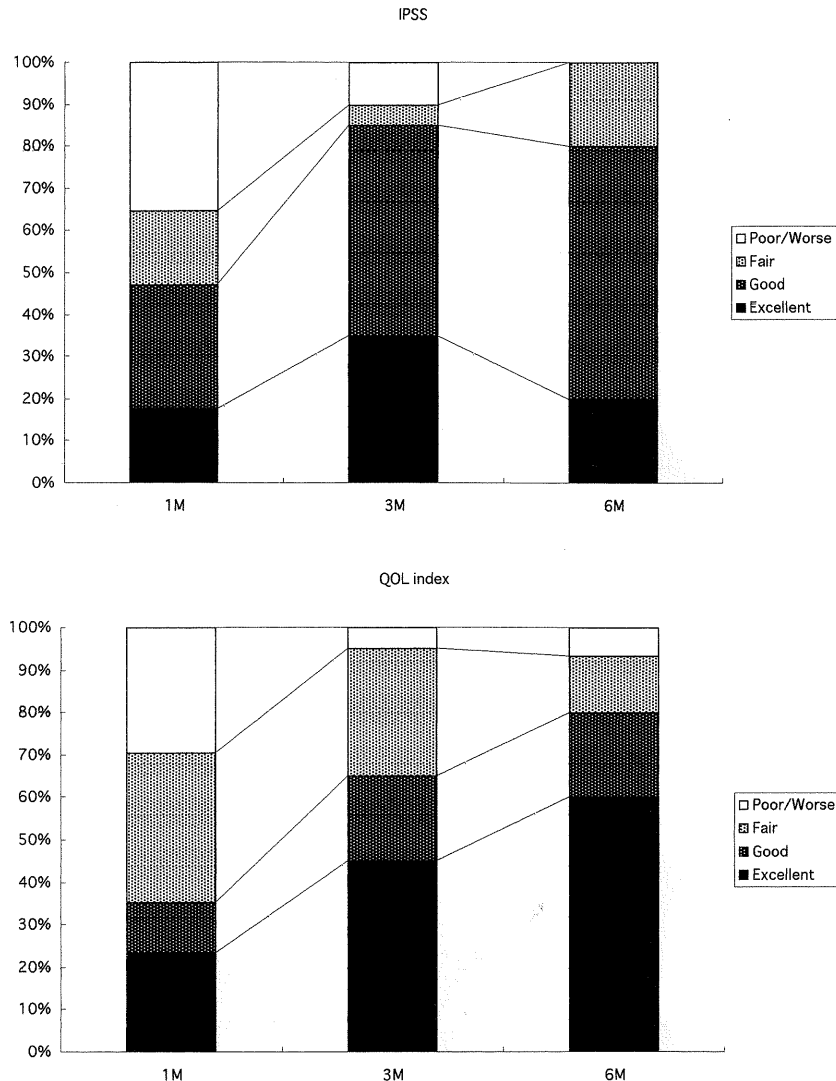 IPSS
100%
90%
80%
70%
60%
50%
40%
30%
20%
10%
0%
1M
3M
6M
Poor/Worse
Fair
Good
Excellent
QOL index
100%
90%
80%
70%
60%
50%
40%
30%
20%
10%
0%
1M
3M
6M
Poor/Worse
Fair
Good
Excellent